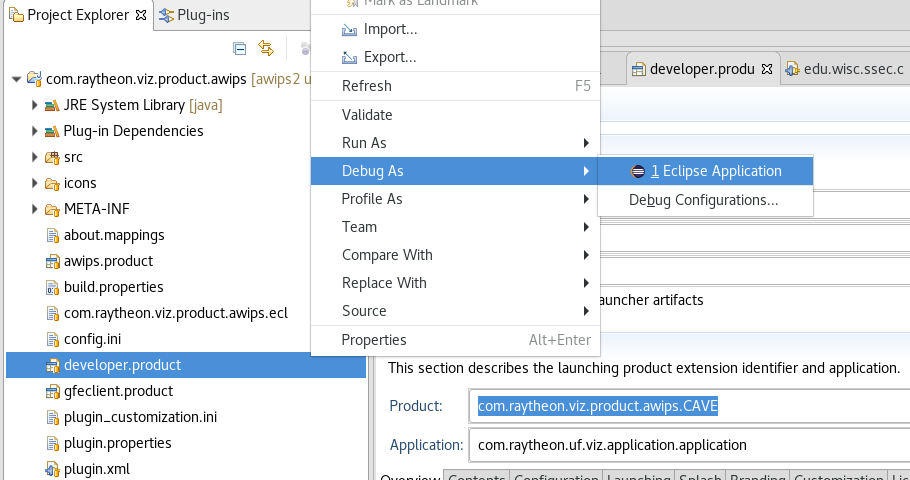 Project Explorer
Plug-ins
com.raytheon.viz.product.awips [awips2 u
JRE System Library [java]
Plug-in Dependencies
src
icons
META-INF
about.mappings
awips.product
build.properties
com.raytheon.viz.product.awips.ecl
config.ini
developer.product
gfeclient.product
plugin_customization.ini
plugin.properties
plugin.xml
Mark as Landmark
Import...
Export...
Refresh F5
Validate
Run As
Debug As
Profile As
Team
Compare With
Replace With
Source
Properties Alt+Enter
1 Eclipse Application
Debug Configurations...
developer.produ
edu.wisc.ssec.c
auncher artifacts
This section describes the launching product extension identifier and application.
Product: com.raytheon.viz.product.awips.CAVE
Application: com.raytheon.uf.viz.application.application
Overview Contents Configuration Launching Splash Branding Customization Lic